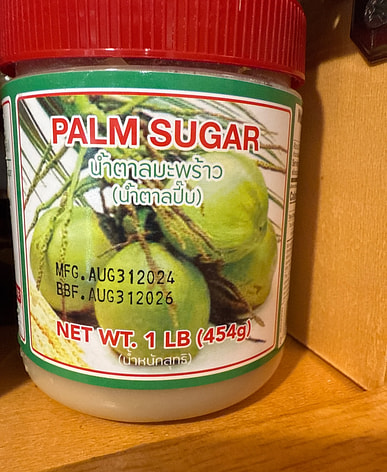 PALM SUGAR
น้ำตาลมะพร้าว
(น้ำตาลปี๊บ)
MFG.AUG312024
BBF.AUG312026
NET WT. 1 LB (454g)
(น้ำหนักสุทธิ)